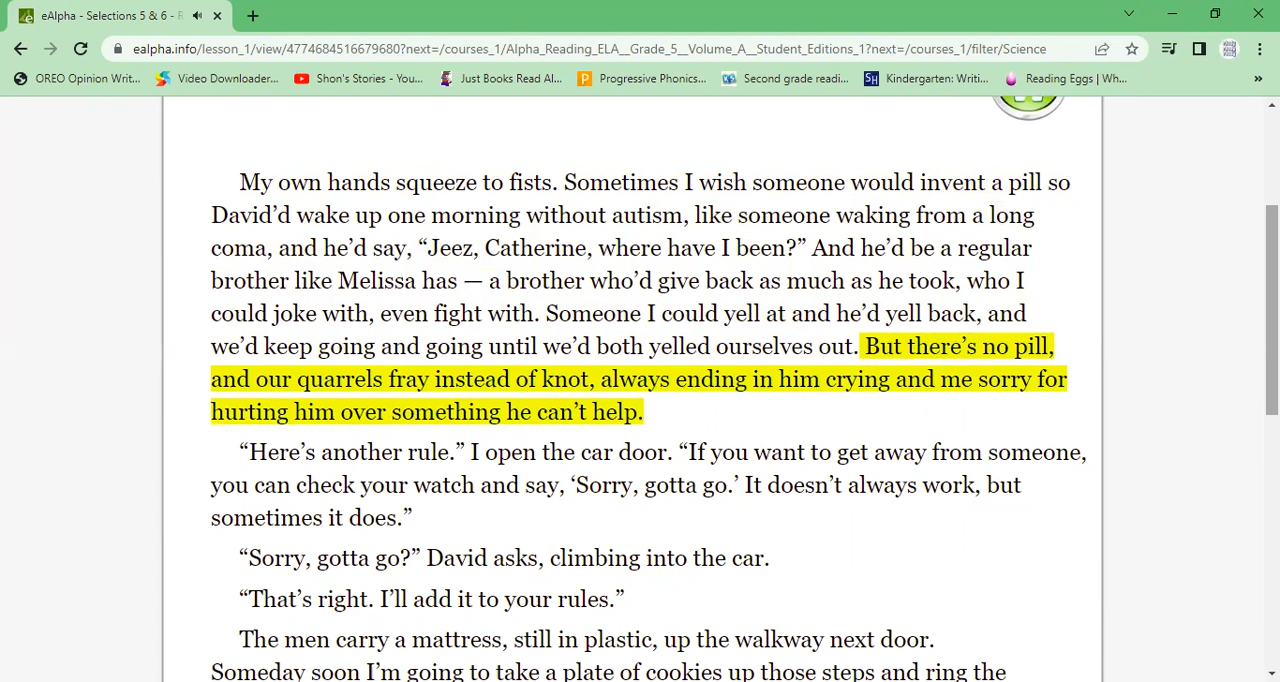 eAlpha - Selections 5 & 6 - R
ealpha.info/lesson_1/view/4774684516679680?next=/courses_1/Alpha_Reading_ELA__Grade_5__Volume_A__Student_Editions_1?next=/courses_1/filter/Science
OREO Opinion Writ... Video Downloader... Shon's Stories - You... Just Books Read Al... Progressive Phonics... Second grade readi... SH Kindergarten: Writi... Reading Eggs | Wh... »
My own hands squeeze to fists. Sometimes I wish someone would invent a pill so
David’d wake up one morning without autism, like someone waking from a long
coma, and he’d say, “Jeez, Catherine, where have I been?” And he’d be a regular
brother like Melissa has — a brother who’d give back as much as he took, who I
could joke with, even fight with. Someone I could yell at and he’d yell back, and
we’d keep going and going until we’d both yelled ourselves out. But there’s no pill,
and our quarrels fray instead of knot, always ending in him crying and me sorry for
hurting him over something he can’t help.
“Here’s another rule.” I open the car door. “If you want to get away from someone,
you can check your watch and say, ‘Sorry, gotta go.’ It doesn’t always work, but
sometimes it does.”
“Sorry, gotta go?” David asks, climbing into the car.
“That’s right. I’ll add it to your rules.”
The men carry a mattress, still in plastic, up the walkway next door.
Someday soon I’m going to take a plate of cookies up those steps and ring the